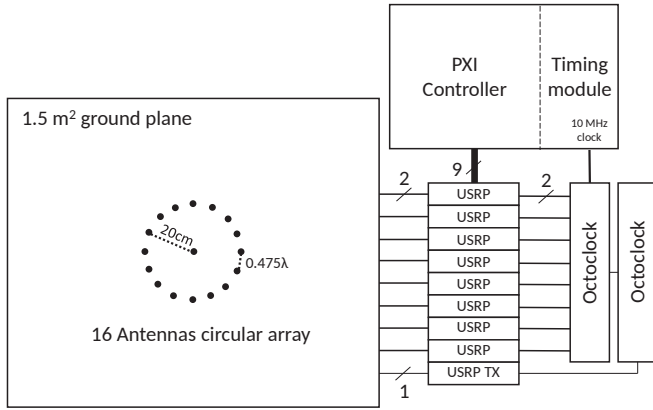 PXI
Controller
Timing
module
10 MHz
clock
1.5 m² ground plane
9
2
2
USRP
USRP
USRP
USRP
USRP
USRP
USRP
USRP
USRP TX
Octoclock
Octoclock
20cm
0.475λ
16 Antennas circular array
1